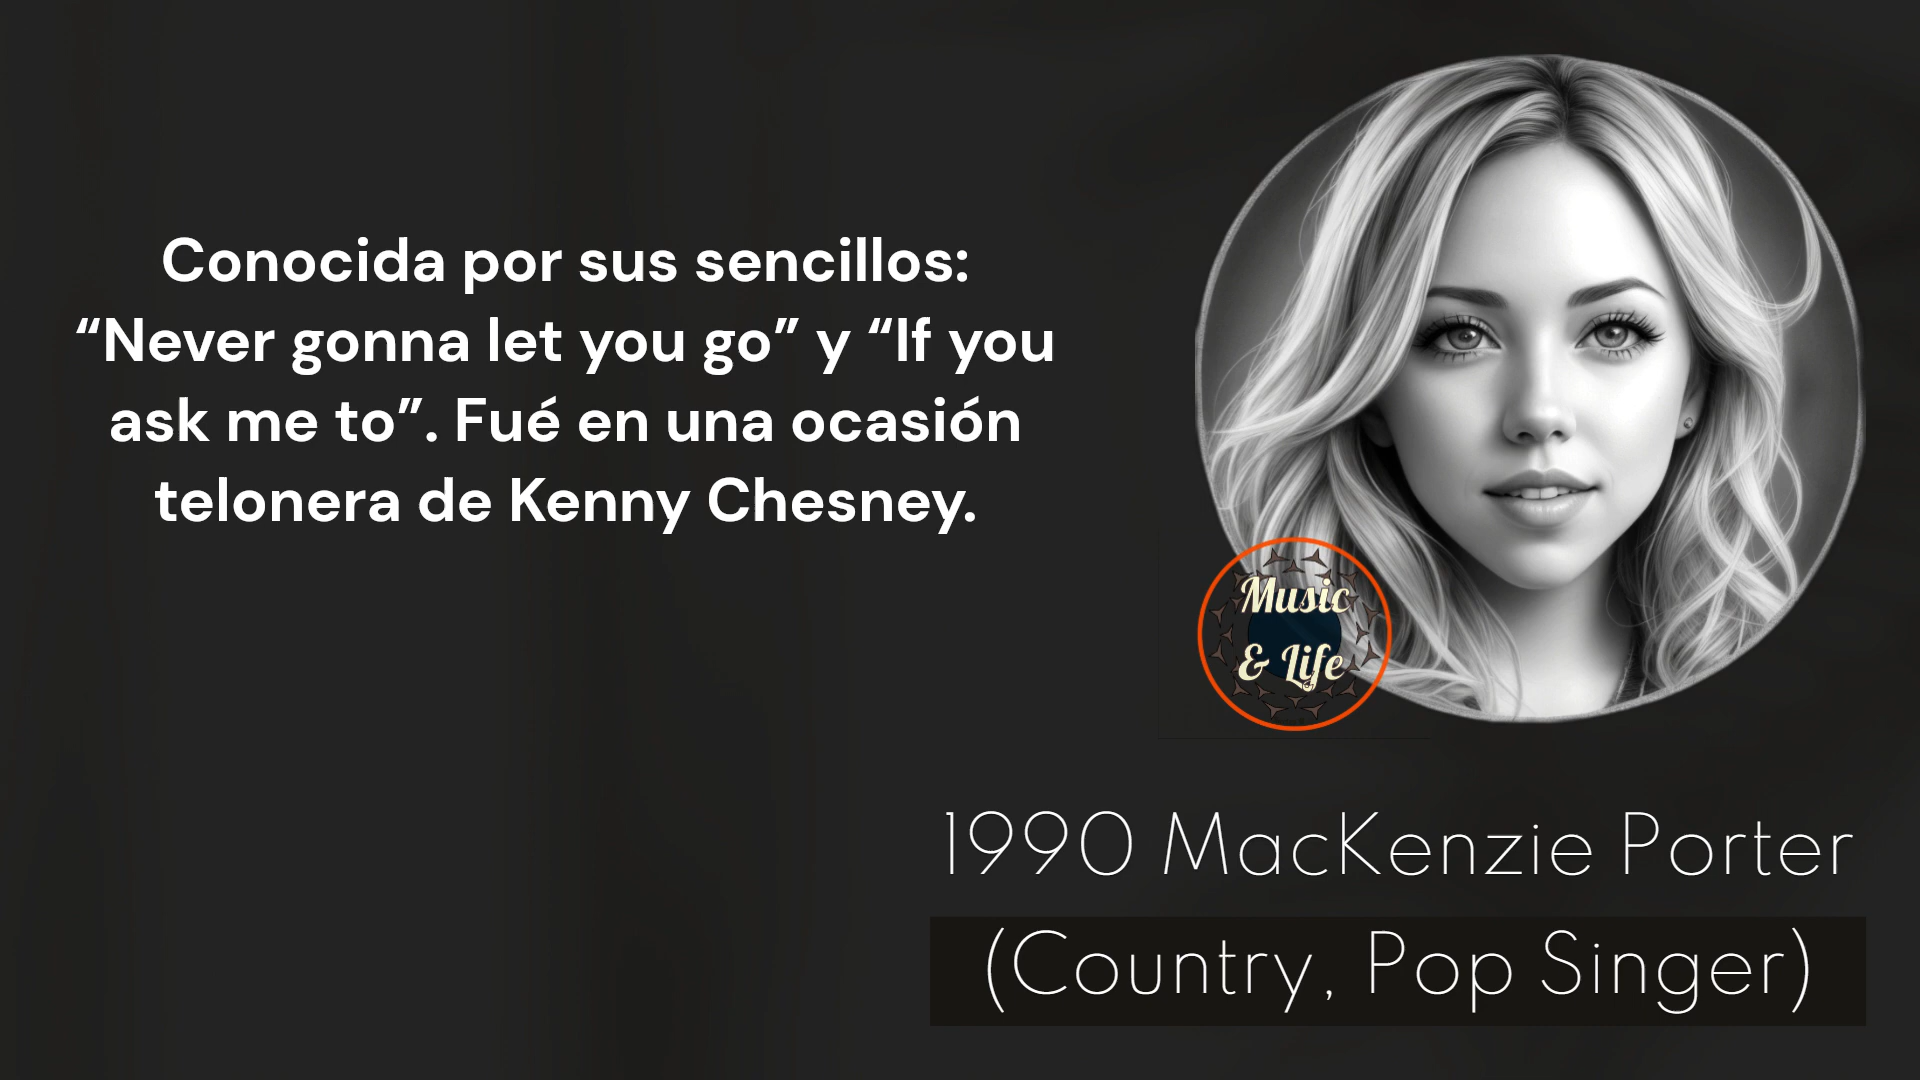 Conocida por sus sencillos:
“Never gonna let you go” y “If you
ask me to”. Fué en una ocasión
telonera de Kenny Chesney.
Music
& Life
1990 MacKenzie Porter
(Country, Pop Singer)